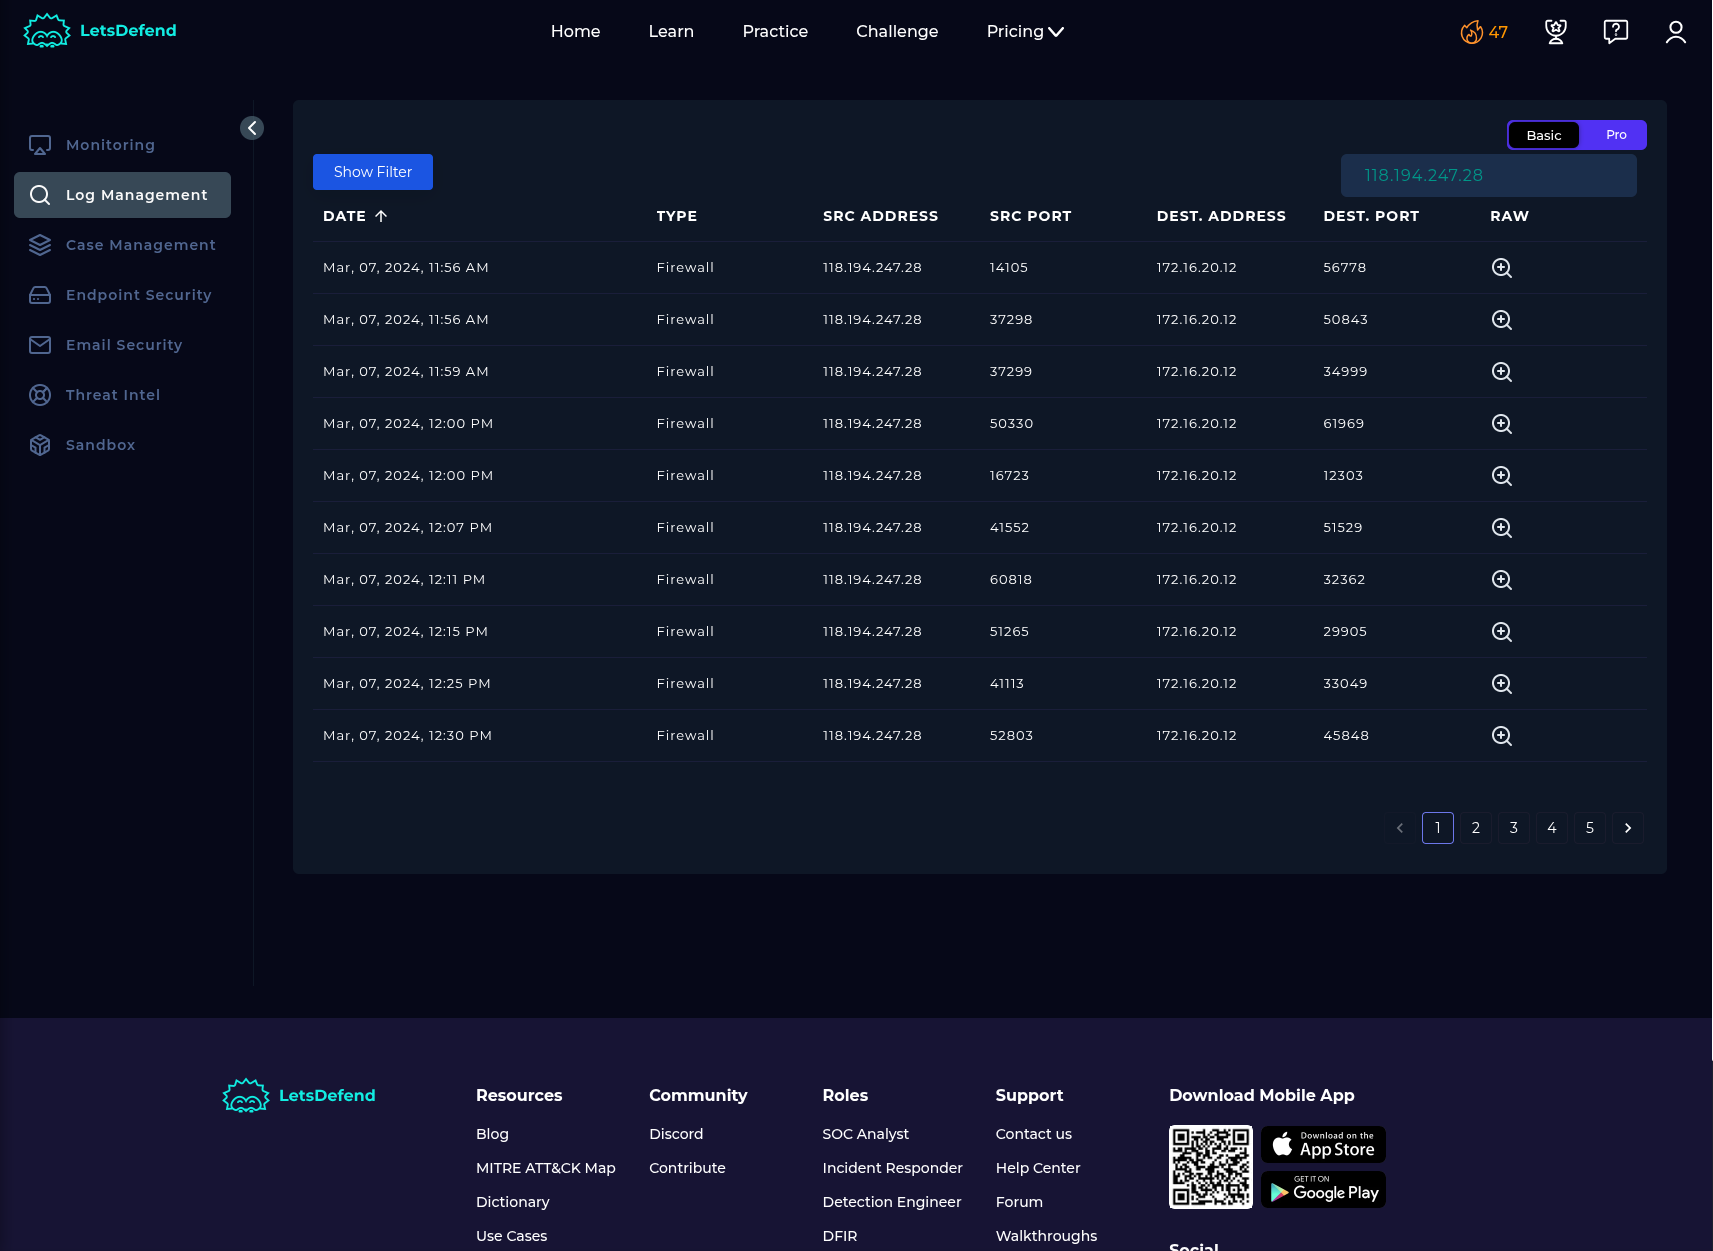 LetsDefend
Home Learn Practice Challenge Pricing
47
Monitoring
Log Management
Case Management
Endpoint Security
Email Security
Threat Intel
Sandbox
Basic Pro
Show Filter
118.194.247.28
DATE TYPE SRC ADDRESS SRC PORT DEST. ADDRESS DEST. PORT RAW
Mar, 07, 2024, 11:56 AM Firewall 118.194.247.28 14105 172.16.20.12 56778
Mar, 07, 2024, 11:56 AM Firewall 118.194.247.28 37298 172.16.20.12 50843
Mar, 07, 2024, 11:59 AM Firewall 118.194.247.28 37299 172.16.20.12 34999
Mar, 07, 2024, 12:00 PM Firewall 118.194.247.28 50330 172.16.20.12 61969
Mar, 07, 2024, 12:00 PM Firewall 118.194.247.28 16723 172.16.20.12 12303
Mar, 07, 2024, 12:07 PM Firewall 118.194.247.28 41552 172.16.20.12 51529
Mar, 07, 2024, 12:11 PM Firewall 118.194.247.28 60818 172.16.20.12 32362
Mar, 07, 2024, 12:15 PM Firewall 118.194.247.28 51265 172.16.20.12 29905
Mar, 07, 2024, 12:25 PM Firewall 118.194.247.28 41113 172.16.20.12 33049
Mar, 07, 2024, 12:30 PM Firewall 118.194.247.28 52803 172.16.20.12 45848
1 2 3 4 5
LetsDefend
Resources
Blog
MITRE ATT&CK Map
Dictionary
Use Cases
Community
Discord
Contribute
Roles
SOC Analyst
Incident Responder
Detection Engineer
DFIR
Support
Contact us
Help Center
Forum
Walkthroughs
Download Mobile App
Download on the
App Store
GET IT ON
Google Play
Social